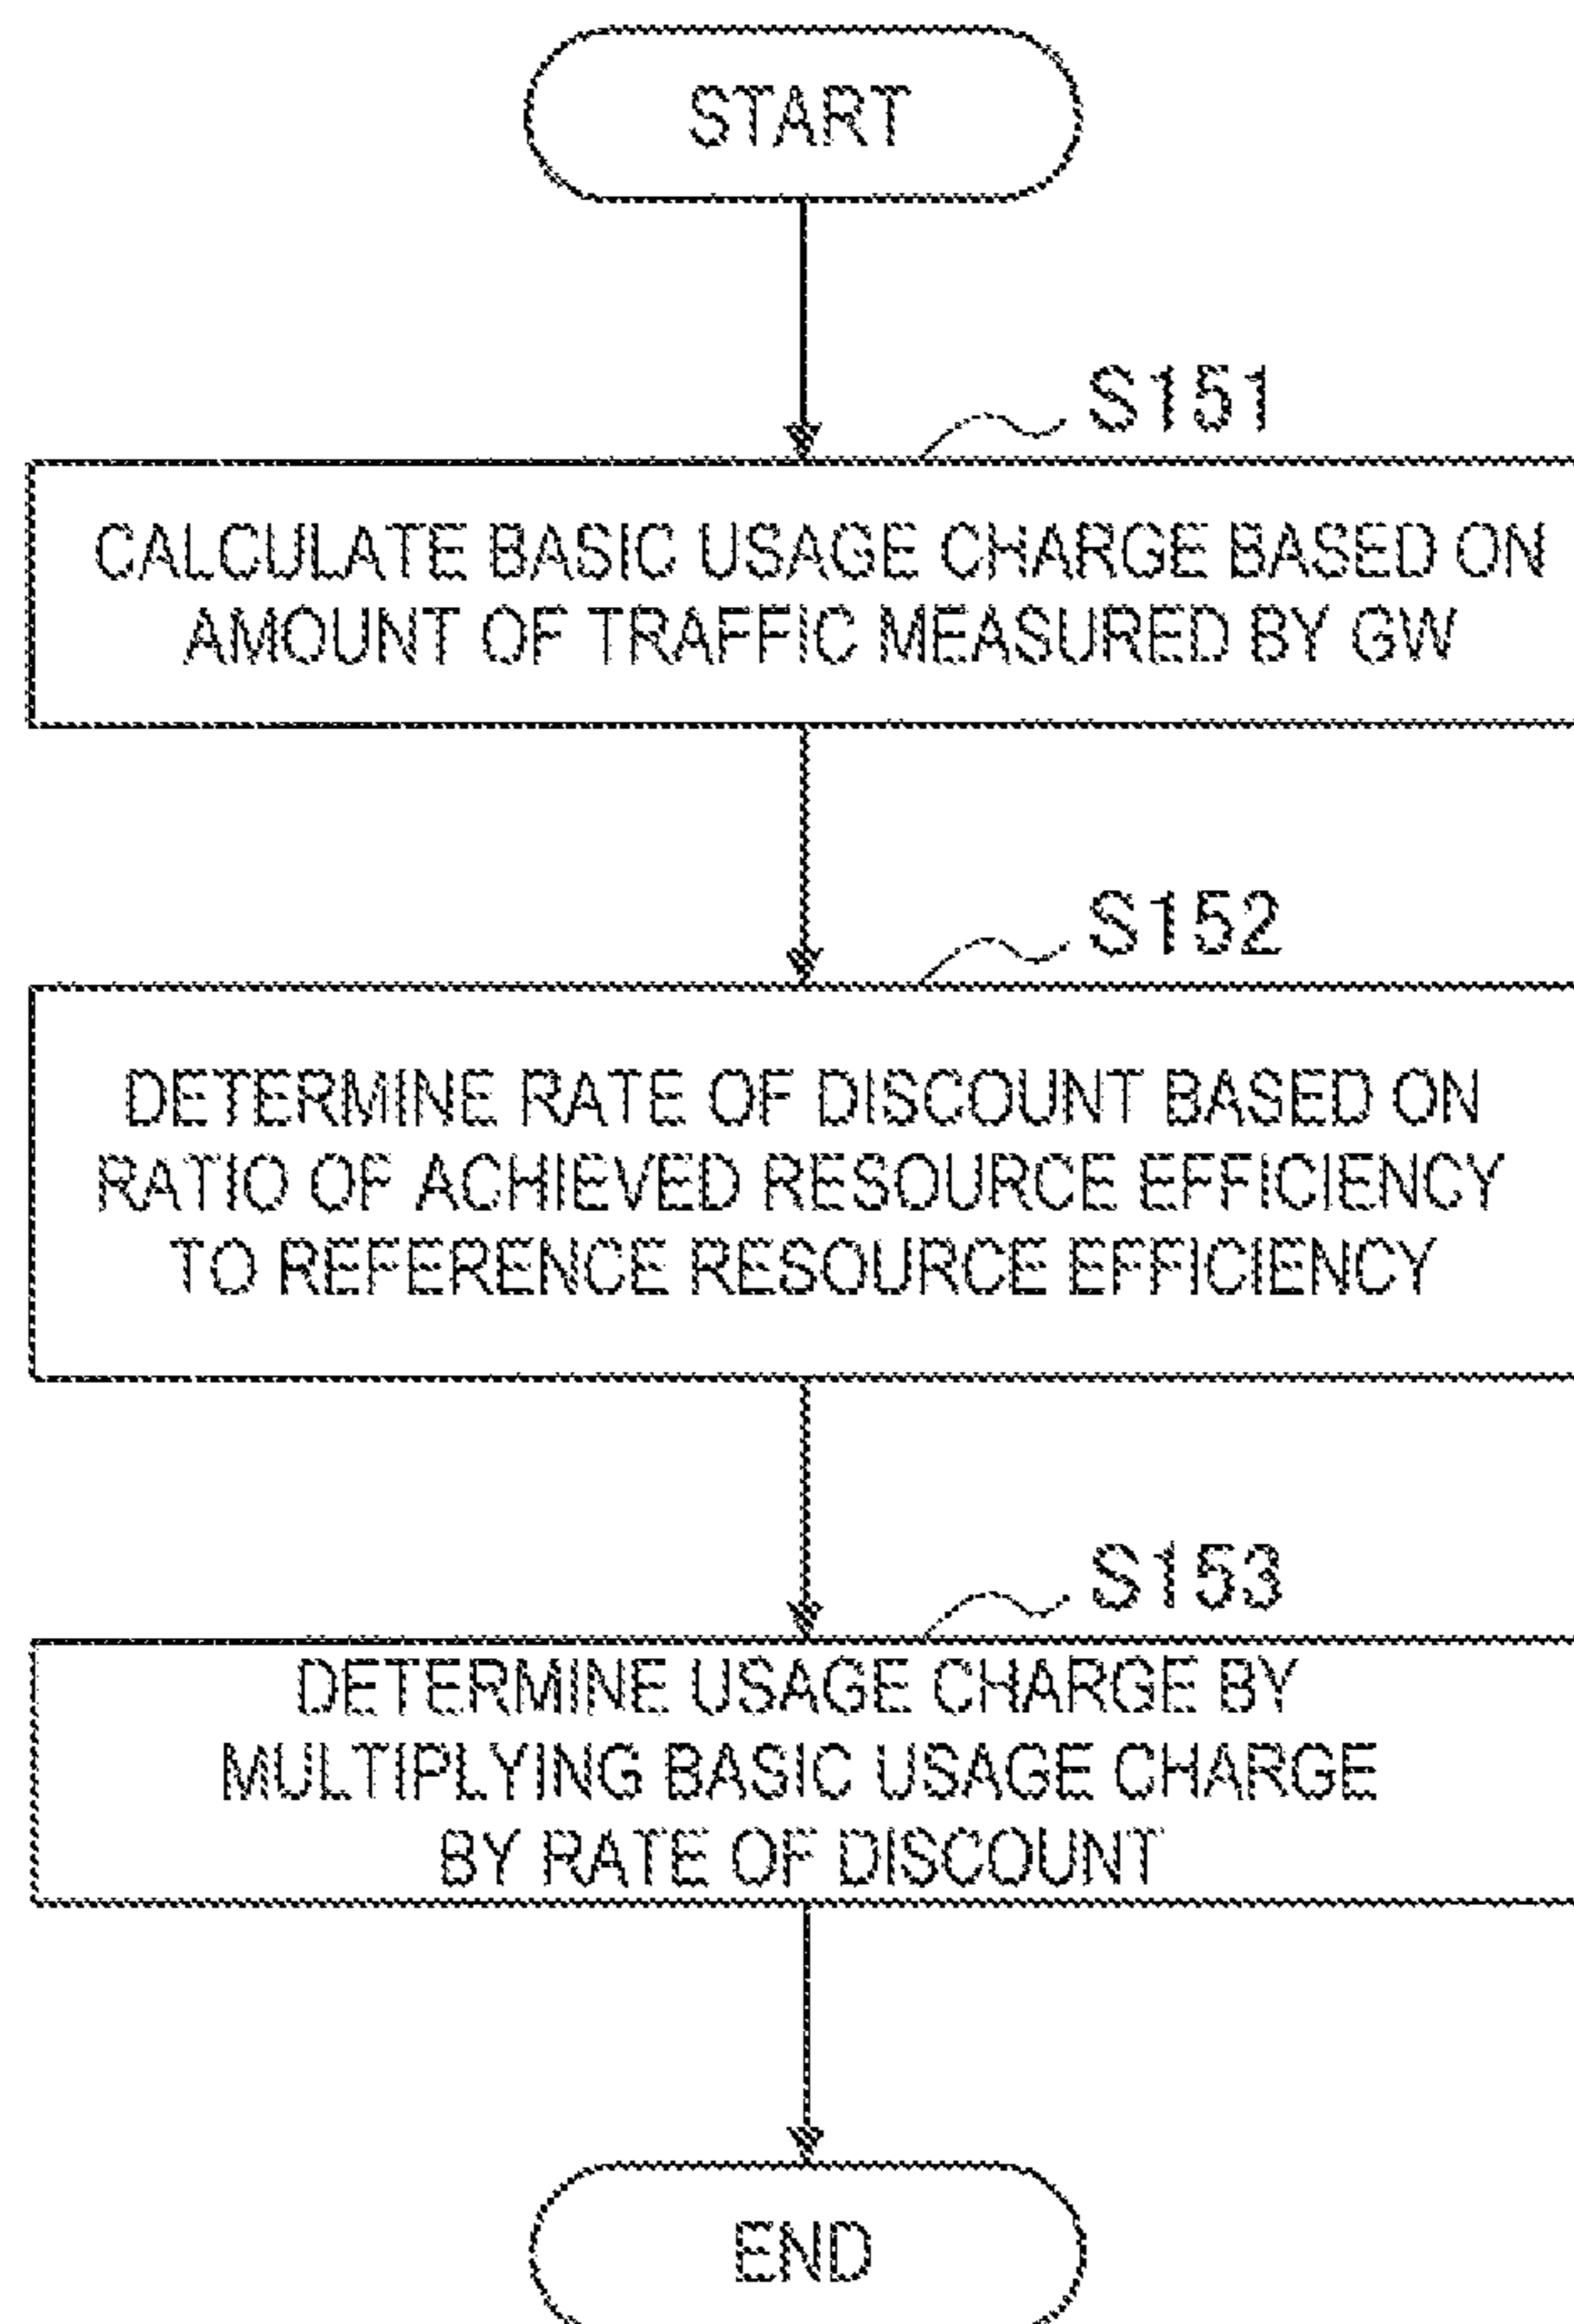 START
S151
CALCULATE BASIC USAGE CHARGE BASED ON
AMOUNT OF TRAFFIC MEASURED BY GW
S152
DETERMINE RATE OF DISCOUNT BASED ON
RATIO OF ACHIEVED RESOURCE EFFICIENCY
TO REFERENCE RESOURCE EFFICIENCY
S153
DETERMINE USAGE CHARGE BY
MULTIPLYING BASIC USAGE CHARGE
BY RATE OF DISCOUNT
END